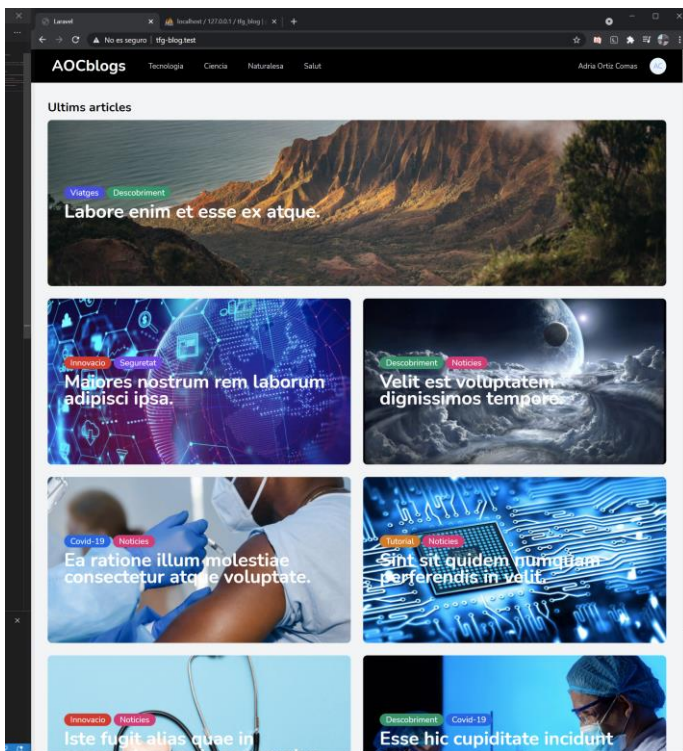 Laravel
localhost / 127.0.0.1 / tfg_blog |
No es seguro | tfg-blog.test
AOCblogs Tecnologia Ciencia Naturalesa Salut Adria Ortiz Comas AC
Ultims articles
Viatges Descobriment
Labore enim et esse ex atque.
Innovacio Seguretat
Maiores nostrum rem laborum
adipisci ipsa.
Descobriment Noticies
Velit est voluptatem
dignissimos tempore.
Covid-19 Noticies
Ea ratione illum molestiae
consectetur atque voluptate.
Tutorial Noticies
Sint sit quidem numquam
perferendis in velit.
Innovacio Noticies
Iste fugit alias quae in
Descobriment Covid-19
Esse hic cupiditate incidunt